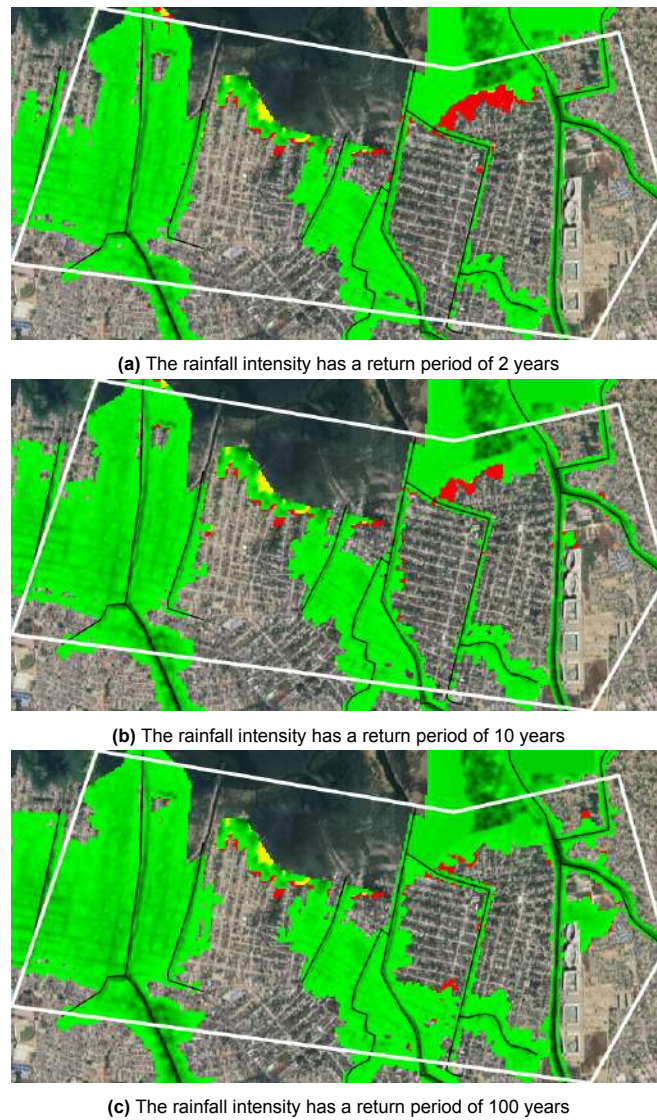 (a) The rainfall intensity has a return period of 2 years
(b) The rainfall intensity has a return period of 10 years
(c) The rainfall intensity has a return period of 100 years